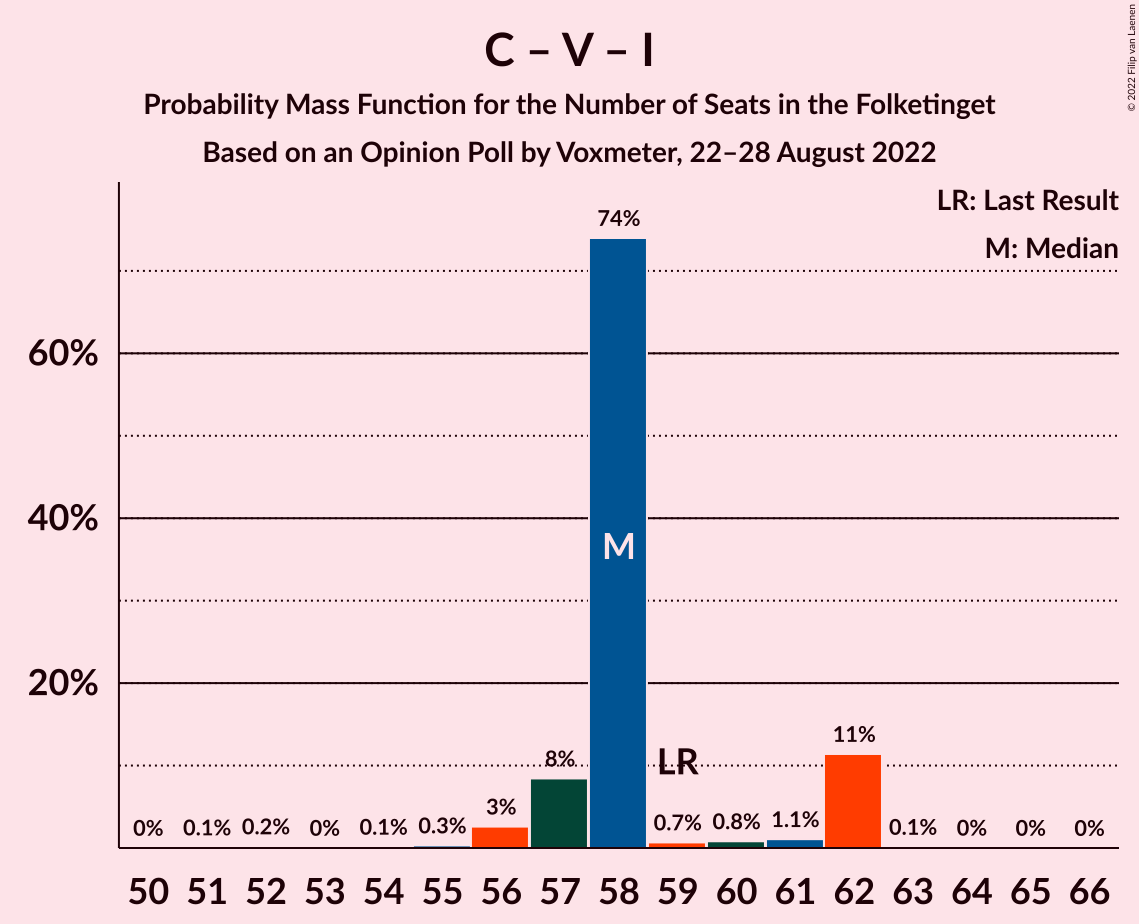 C – V – I
Probability Mass Function for the Number of Seats in the Folketinget
Based on an Opinion Poll by Voxmeter, 22–28 August 2022
© 2022 Filip van Laenen
LR: Last Result
M: Median
60%
40%
20%
0%
0.1%
0.2%
0%
0.1%
0.3%
3%
8%
74%
M
LR
0.7%
0.8%
1.1%
11%
0.1%
0%
0%
0%
50 51 52 53 54 55 56 57 58 59 60 61 62 63 64 65 66